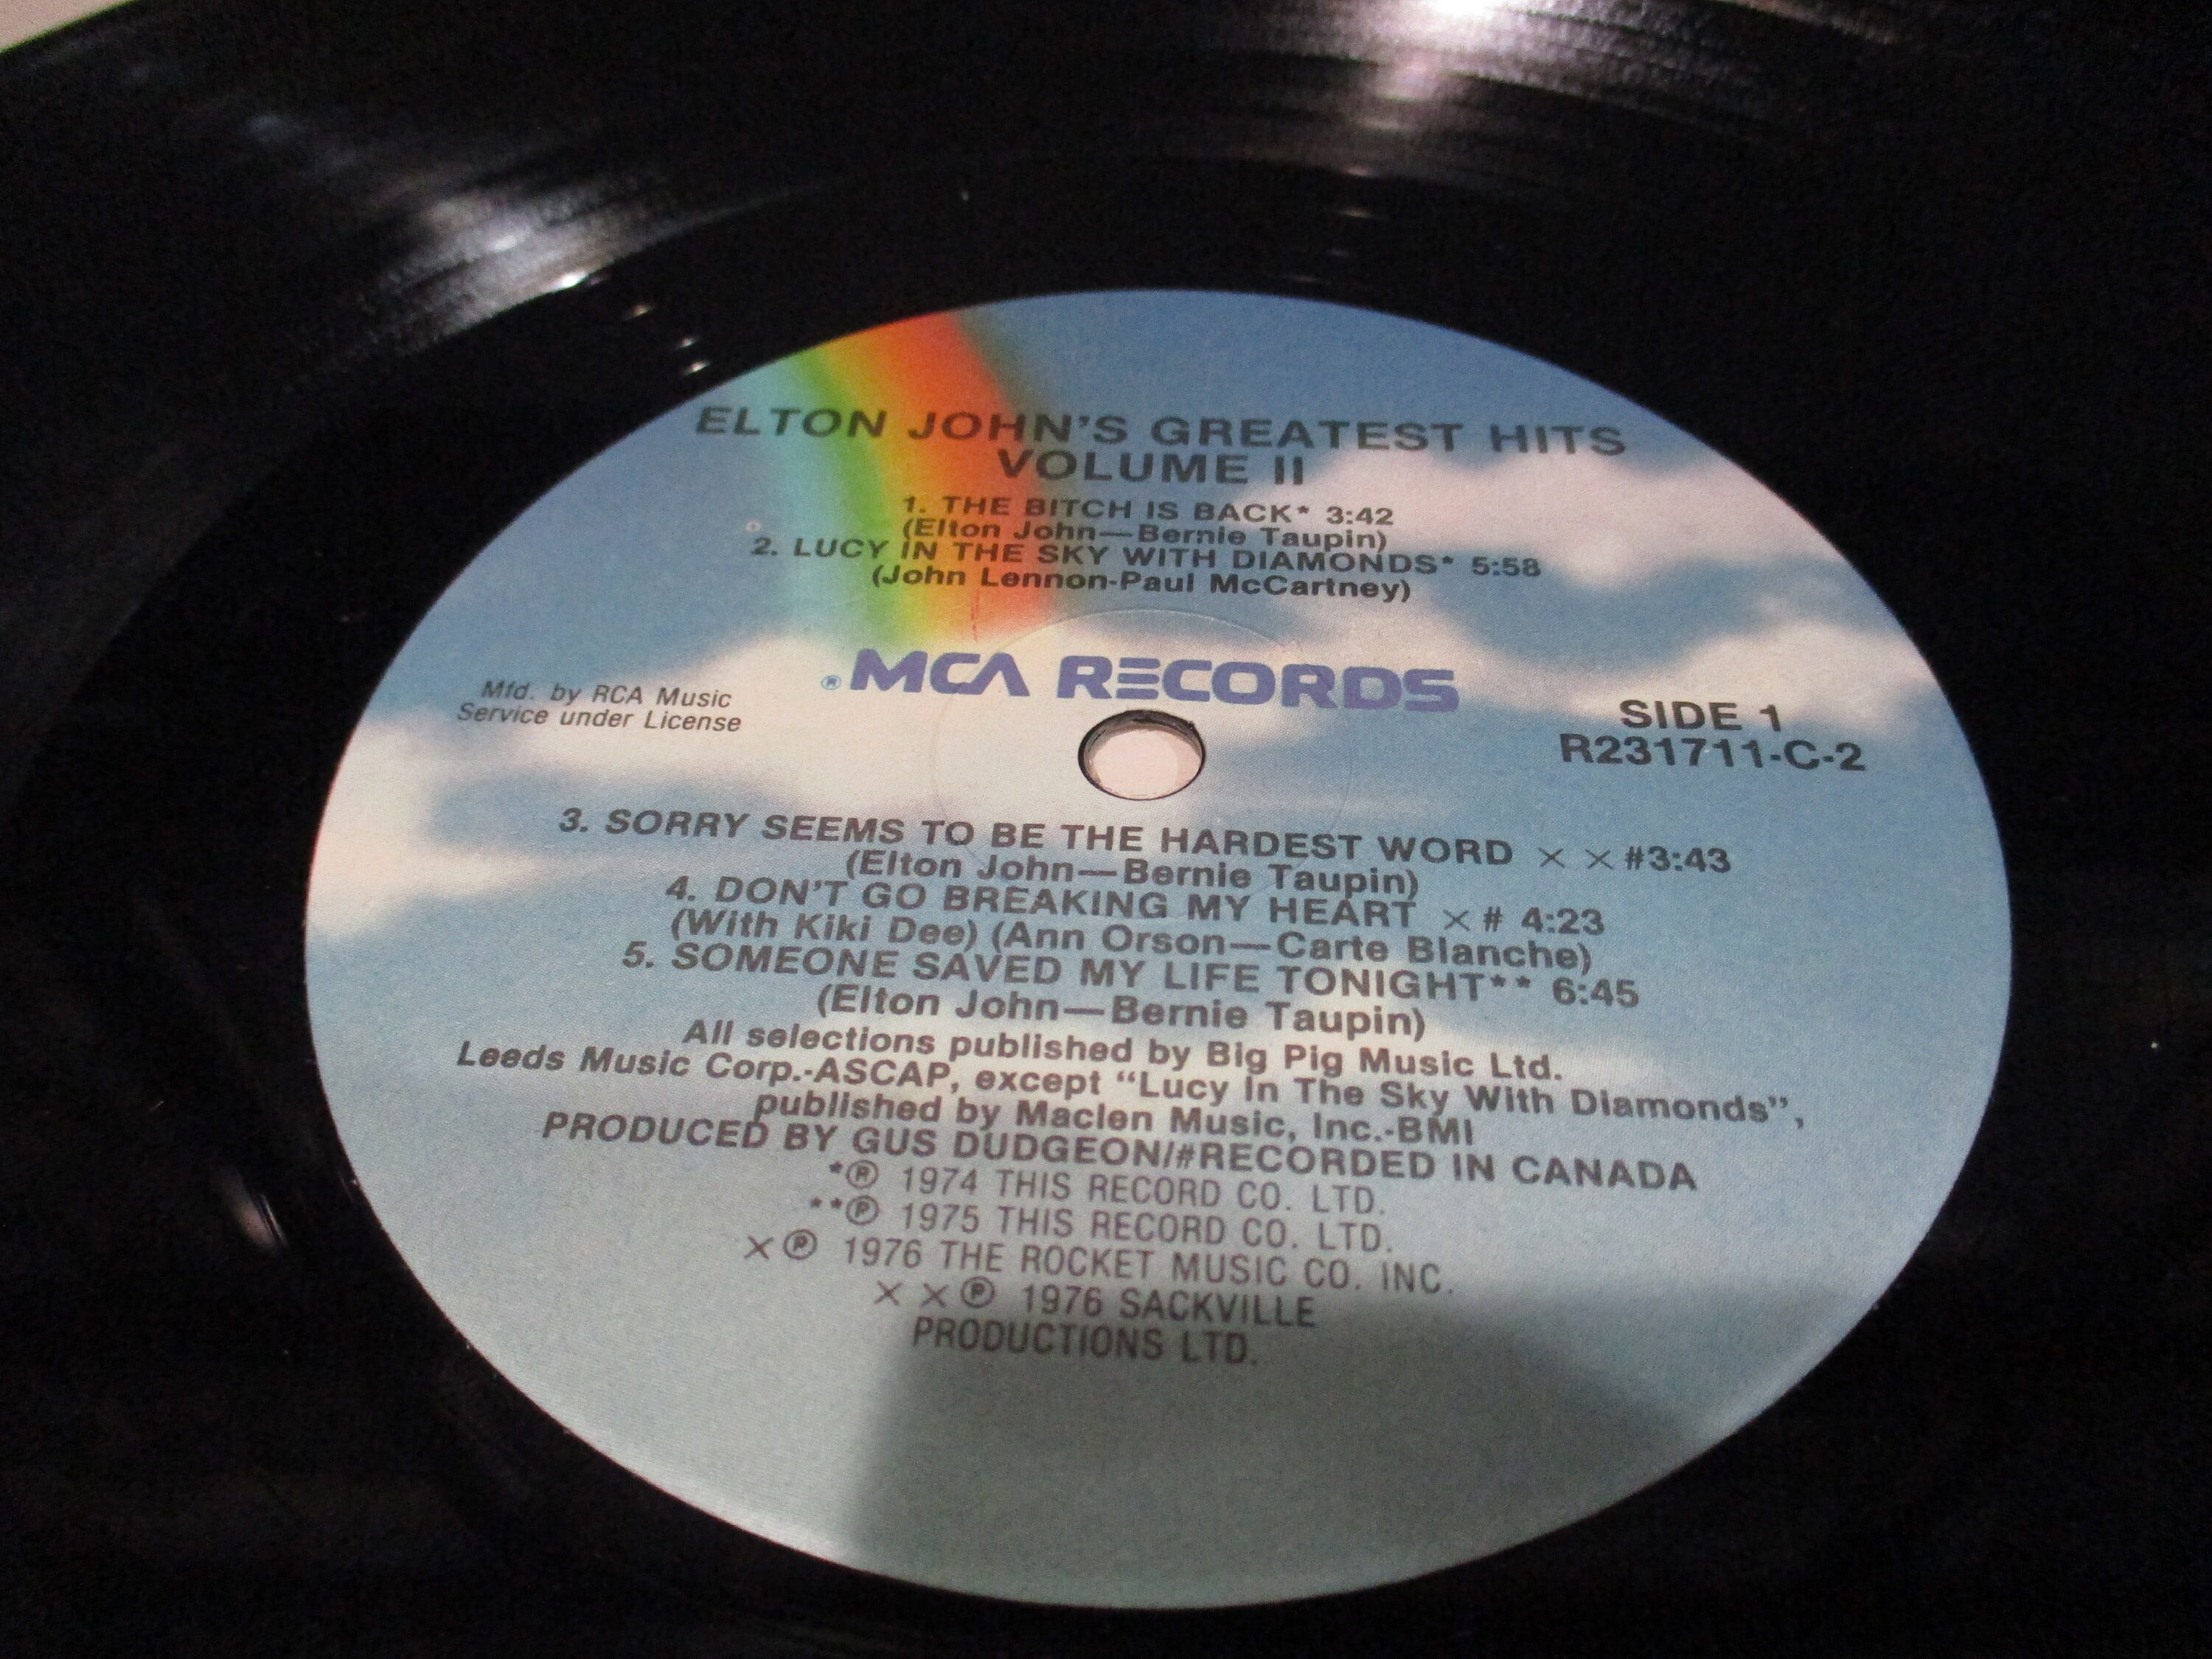 ELTON JOHN'S GREATEST HITS
VOLUME II
1. THE BITCH IS BACK* 3:42
(Elton John—Bernie Taupin)
2. LUCY IN THE SKY WITH DIAMONDS* 5:58
(John Lennon-Paul McCartney)
® MCA RECORDS
Mfd. by RCA Music
Service under License
SIDE 1
R231711-C-2
3. SORRY SEEMS TO BE THE HARDEST WORD × × #3:43
(Elton John—Bernie Taupin)
4. DON'T GO BREAKING MY HEART × # 4:23
(With Kiki Dee) (Ann Orson—Carte Blanche)
5. SOMEONE SAVED MY LIFE TONIGHT** 6:45
(Elton John—Bernie Taupin)
All selections published by Big Pig Music Ltd.
Leeds Music Corp.-ASCAP, except "Lucy In The Sky With Diamonds",
published by Maclen Music, Inc.-BMI
PRODUCED BY GUS DUDGEON/#RECORDED IN CANADA
*® 1974 THIS RECORD CO. LTD.
**℗ 1975 THIS RECORD CO. LTD.
×℗ 1976 THE ROCKET MUSIC CO. INC.
× ×℗ 1976 SACKVILLE
PRODUCTIONS LTD.